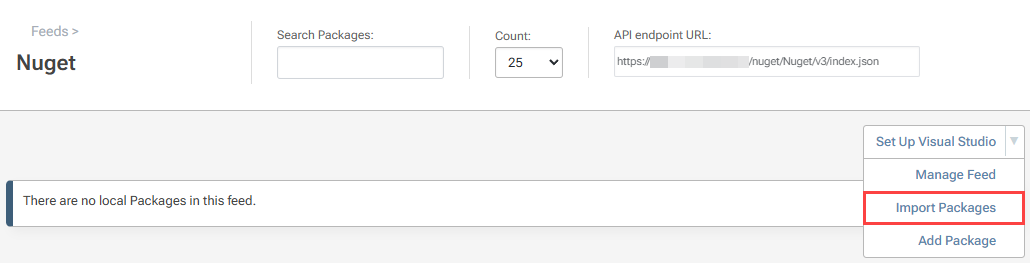 Feeds >
Nuget
Search Packages:
Count:
25
API endpoint URL:
https:// /nuget/Nuget/v3/index.json
Set Up Visual Studio
Manage Feed
There are no local Packages in this feed.
Import Packages
Add Package